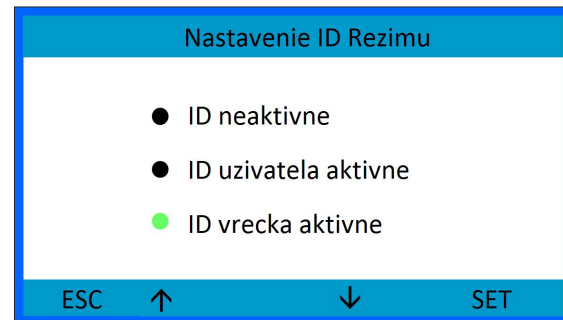 Nastavenie ID Rezimu
● ID neaktivne
● ID uzivatela aktivne
● ID vrecka aktivne
ESC ↑ ↓ SET